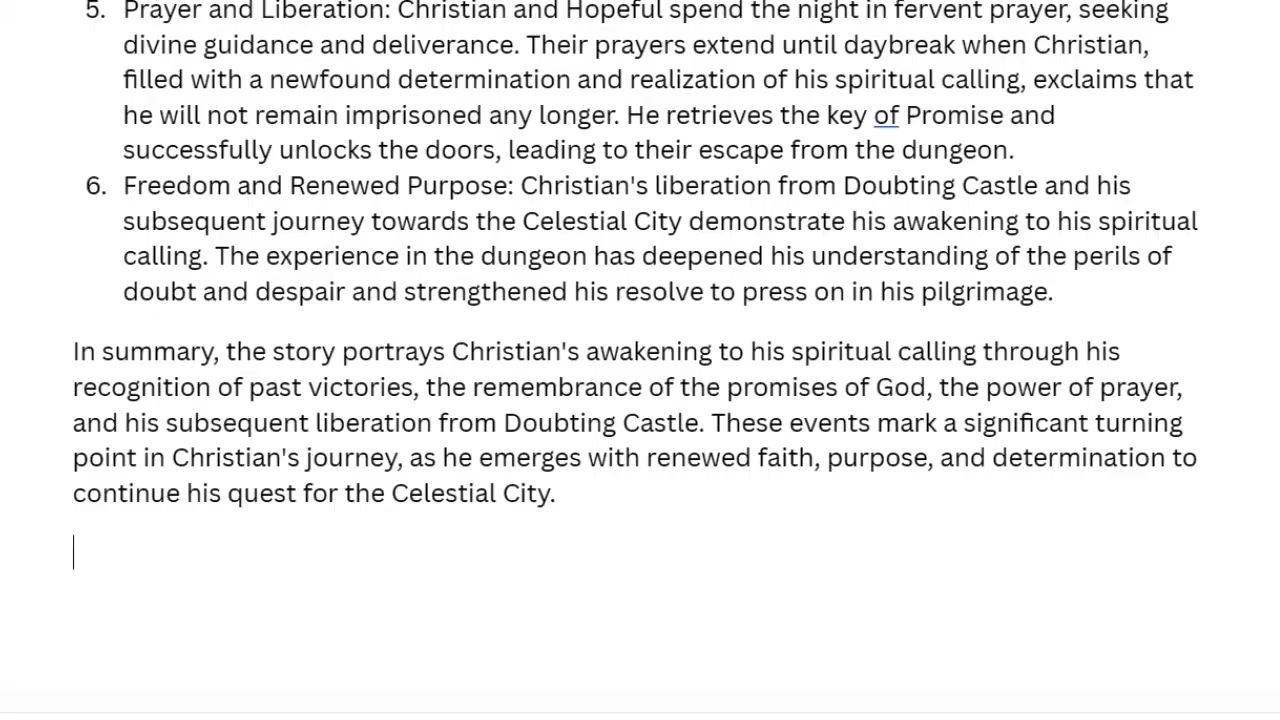 5. Prayer and Liberation: Christian and Hopeful spend the night in fervent prayer, seeking
divine guidance and deliverance. Their prayers extend until daybreak when Christian,
filled with a newfound determination and realization of his spiritual calling, exclaims that
he will not remain imprisoned any longer. He retrieves the key of Promise and
successfully unlocks the doors, leading to their escape from the dungeon.
6. Freedom and Renewed Purpose: Christian's liberation from Doubting Castle and his
subsequent journey towards the Celestial City demonstrate his awakening to his spiritual
calling. The experience in the dungeon has deepened his understanding of the perils of
doubt and despair and strengthened his resolve to press on in his pilgrimage.
In summary, the story portrays Christian's awakening to his spiritual calling through his
recognition of past victories, the remembrance of the promises of God, the power of prayer,
and his subsequent liberation from Doubting Castle. These events mark a significant turning
point in Christian's journey, as he emerges with renewed faith, purpose, and determination to
continue his quest for the Celestial City.